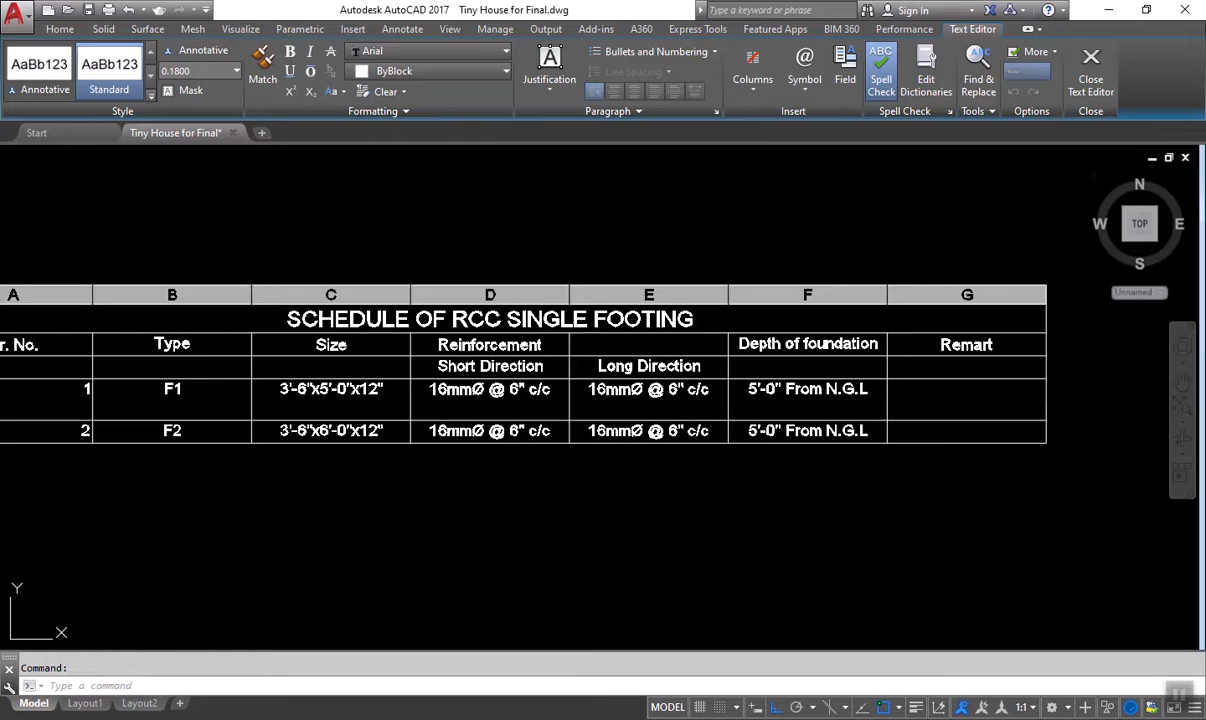 Autodesk AutoCAD 2017 Tiny House for Final.dwg
Type a keyword or phrase
Sign In
Home Solid Surface Mesh Visualize Parametric Insert Annotate View Manage Output Add-ins A360 Express Tools Featured Apps BIM 360 Performance Text Editor
AaBb123 AaBb123
Annotative Standard
Annotative
0.1800
Mask
Style
Match
B I A
U O
Arial
ByBlock
Aa
Clear
Formatting
Justification
Bullets and Numbering
Line Spacing
Paragraph
Columns
Symbol
Field
Insert
ABC
Spell Check
Edit Dictionaries
Spell Check
Find & Replace
Tools
More
Options
Close Text Editor
Close
Start
Tiny House for Final*
N
W TOP E
S
Unnamed
A B C D E F G
SCHEDULE OF RCC SINGLE FOOTING
r. No. Type Size Reinforcement Depth of foundation Remart
Short Direction Long Direction
1 F1 3'-6"x5'-0"x12" 16mmØ @ 6" c/c 16mmØ @ 6" c/c 5'-0" From N.G.L
2 F2 3'-6"x6'-0"x12" 16mmØ @ 6" c/c 16mmØ @ 6" c/c 5'-0" From N.G.L
Y
X
Command:
Type a command
Model Layout1 Layout2
MODEL
1:1